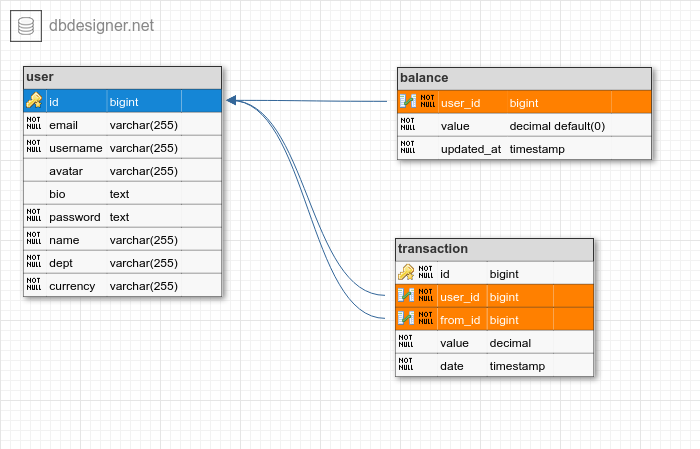 dbdesigner.net
user
id bigint
NOT NULL email varchar(255)
NOT NULL username varchar(255)
avatar varchar(255)
bio text
NOT NULL password text
NOT NULL name varchar(255)
NOT NULL dept varchar(255)
NOT NULL currency varchar(255)
balance
NOT NULL user_id bigint
NOT NULL value decimal default(0)
NOT NULL updated_at timestamp
transaction
NOT NULL id bigint
NOT NULL user_id bigint
NOT NULL from_id bigint
NOT NULL value decimal
NOT NULL date timestamp